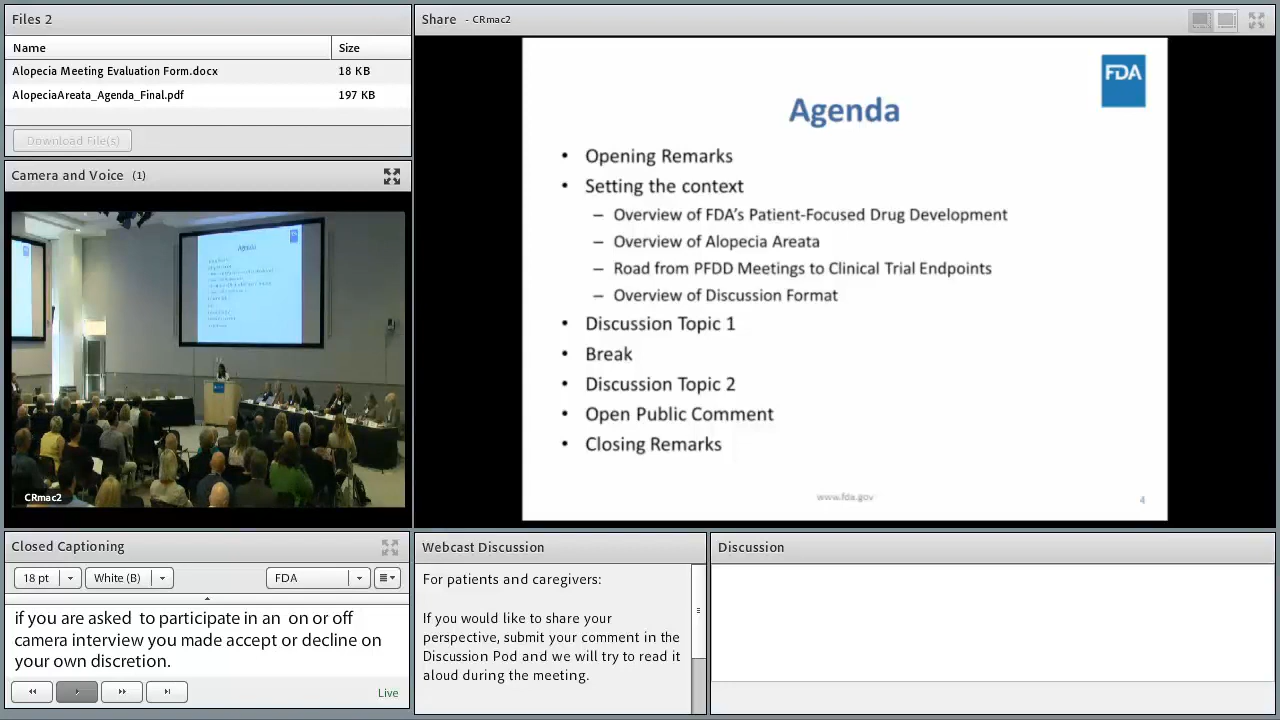 Files 2
Name Size
Alopecia Meeting Evaluation Form.docx 18 KB
AlopeciaAreata_Agenda_Final.pdf 197 KB
Download File(s)
Camera and Voice (1)
Agenda
CRmac2
Share - CRmac2
FDA
Agenda
• Opening Remarks
• Setting the context
– Overview of FDA's Patient-Focused Drug Development
– Overview of Alopecia Areata
– Road from PFDD Meetings to Clinical Trial Endpoints
– Overview of Discussion Format
• Discussion Topic 1
• Break
• Discussion Topic 2
• Open Public Comment
• Closing Remarks
www.fda.gov 4
Closed Captioning
18 pt White (B) FDA
if you are asked to participate in an on or off
camera interview you made accept or decline on
your own discretion.
Live
Webcast Discussion
For patients and caregivers:
If you would like to share your
perspective, submit your comment in the
Discussion Pod and we will try to read it
aloud during the meeting.
Discussion